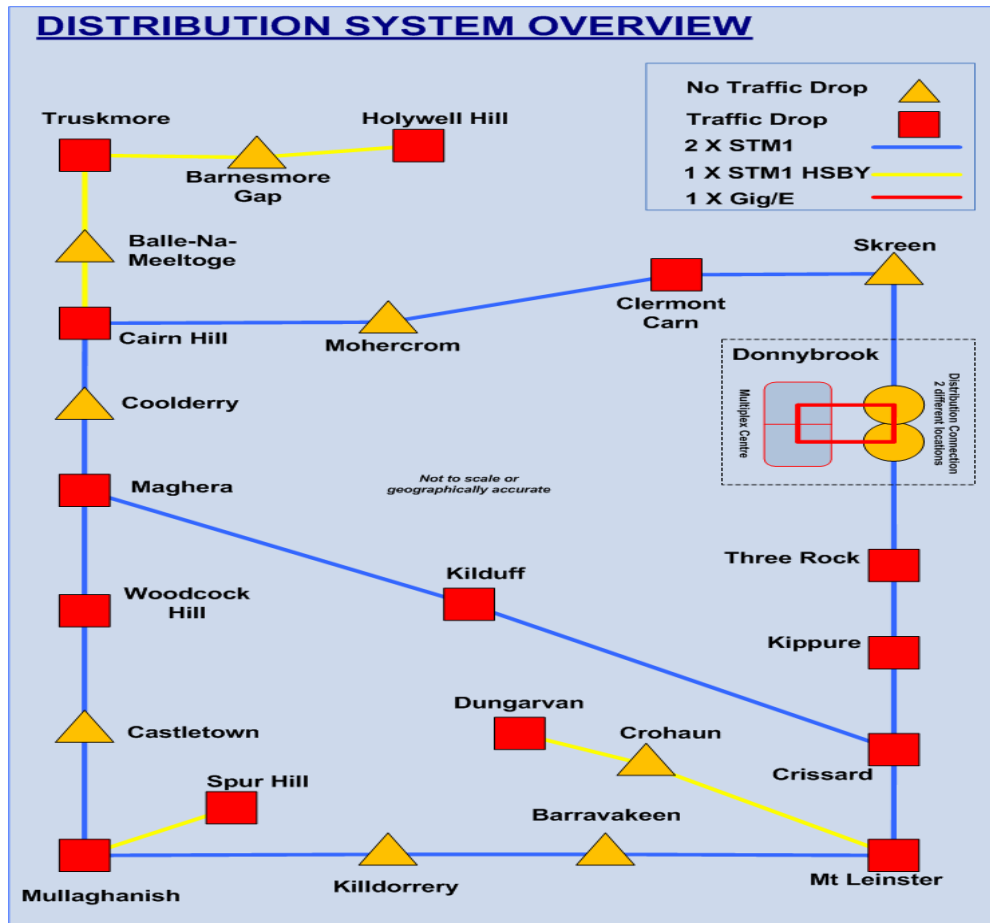 DISTRIBUTION SYSTEM OVERVIEW
No Traffic Drop
Traffic Drop
2 X STM1
1 X STM1 HSBY
1 X Gig/E
Truskmore
Holywell Hill
Barnesmore
Gap
Balle-Na-
Meeltoge
Skreen
Clermont
Carn
Cairn Hill
Mohercrom
Donnybrook
Multiplex Centre
Distribution Connection
2 different locations
Coolderry
Maghera
Not to scale or
geographically accurate
Three Rock
Kilduff
Woodcock
Hill
Kippure
Dungarvan
Crohaun
Castletown
Crissard
Spur Hill
Barravakeen
Mullaghanish
Killdorrery
Mt Leinster